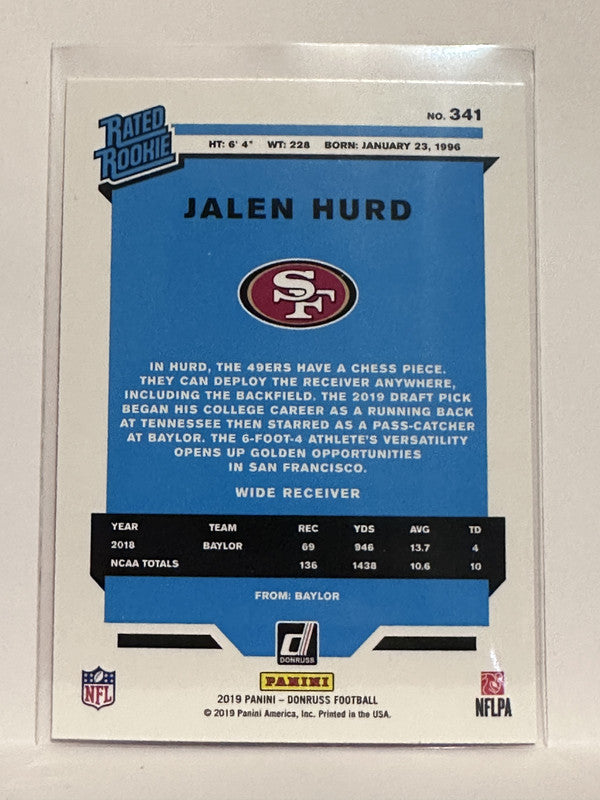 RATED
ROOKIE
NO. 341
HT: 6' 4" WT: 228 BORN: JANUARY 23, 1996
JALEN HURD
SF
IN HURD, THE 49ERS HAVE A CHESS PIECE.
THEY CAN DEPLOY THE RECEIVER ANYWHERE,
INCLUDING THE BACKFIELD. THE 2019 DRAFT PICK
BEGAN HIS COLLEGE CAREER AS A RUNNING BACK
AT TENNESSEE THEN STARRED AS A PASS-CATCHER
AT BAYLOR. THE 6-FOOT-4 ATHLETE'S VERSATILITY
OPENS UP GOLDEN OPPORTUNITIES
IN SAN FRANCISCO.
WIDE RECEIVER
YEAR TEAM REC YDS AVG TD
2018 BAYLOR 69 946 13.7 4
NCAA TOTALS 136 1438 10.6 10
FROM: BAYLOR
d
DONRUSS
PANINI
NFL
2019 PANINI – DONRUSS FOOTBALL
© 2019 Panini America, Inc. Printed in the USA.
NFLPA